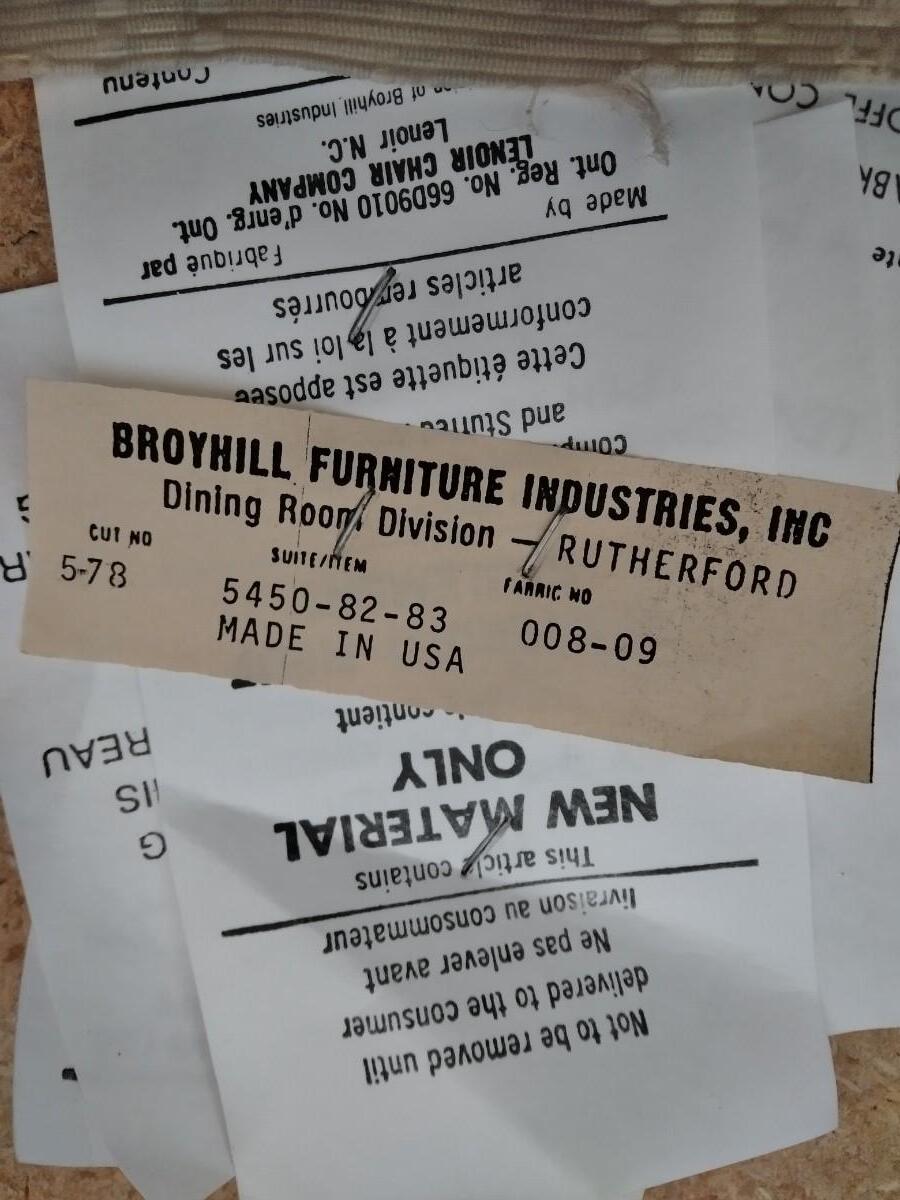 BROYHILL FURNITURE INDUSTRIES, INC
Dining Room Division — RUTHERFORD
CUT NO
SUITE/ITEM
FABRIC NO
5-78
5450-82-83
008-09
MADE IN USA
Not to be removed until
delivered to the consumer
Ne pas enlever avant
livraison au consommateur
This article contains
NEW MATERIAL
ONLY
contient
and Stuffed
Cette étiquette est apposée
conformement à la loi sur les
articles rembourrés
Made by
Fabriqué par
Ont. Reg. No. 66D9010 No. d'enrg. Ont.
LENOIR CHAIR COMPANY
Lenoir N.C.
of Broyhill Industries
Contenu
REAU